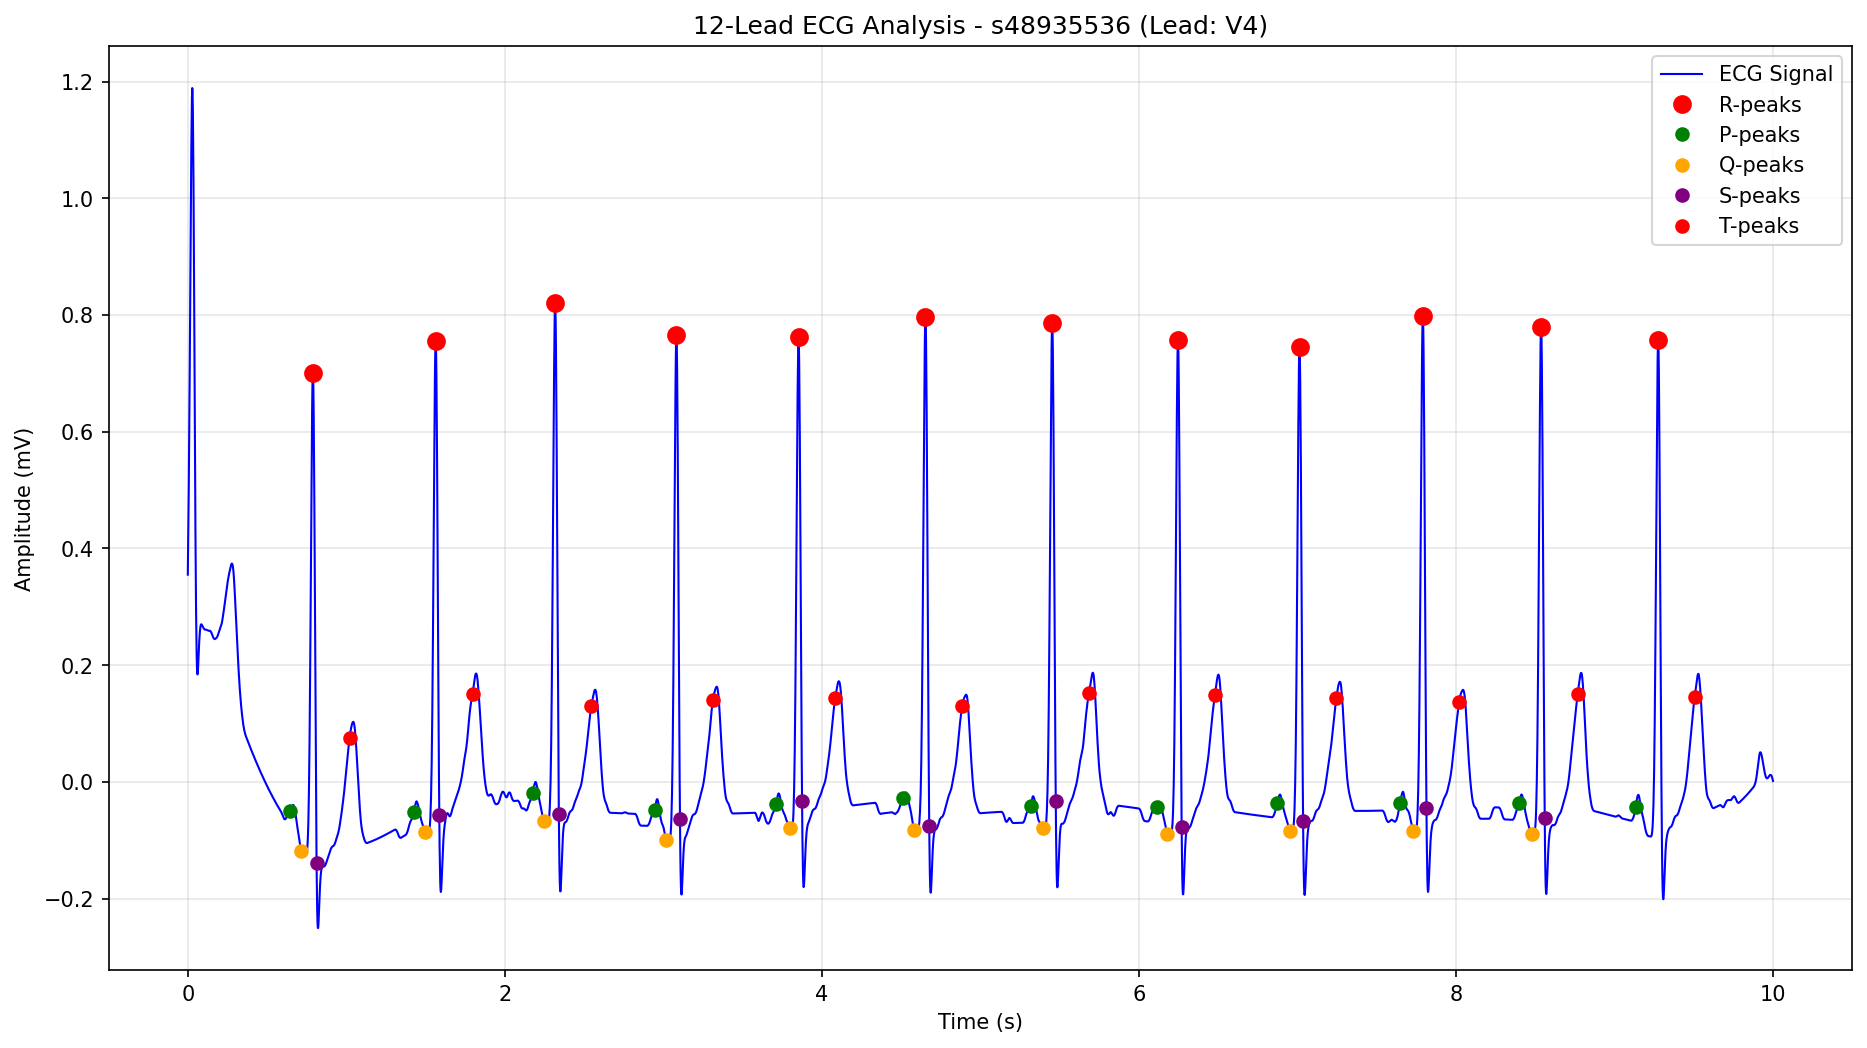 12-Lead ECG Analysis - s48935536 (Lead: V4)
ECG Signal
R-peaks
P-peaks
Q-peaks
S-peaks
T-peaks
Amplitude (mV)
1.2
1.0
0.8
0.6
0.4
0.2
0.0
−0.2
0 2 4 6 8 10
Time (s)